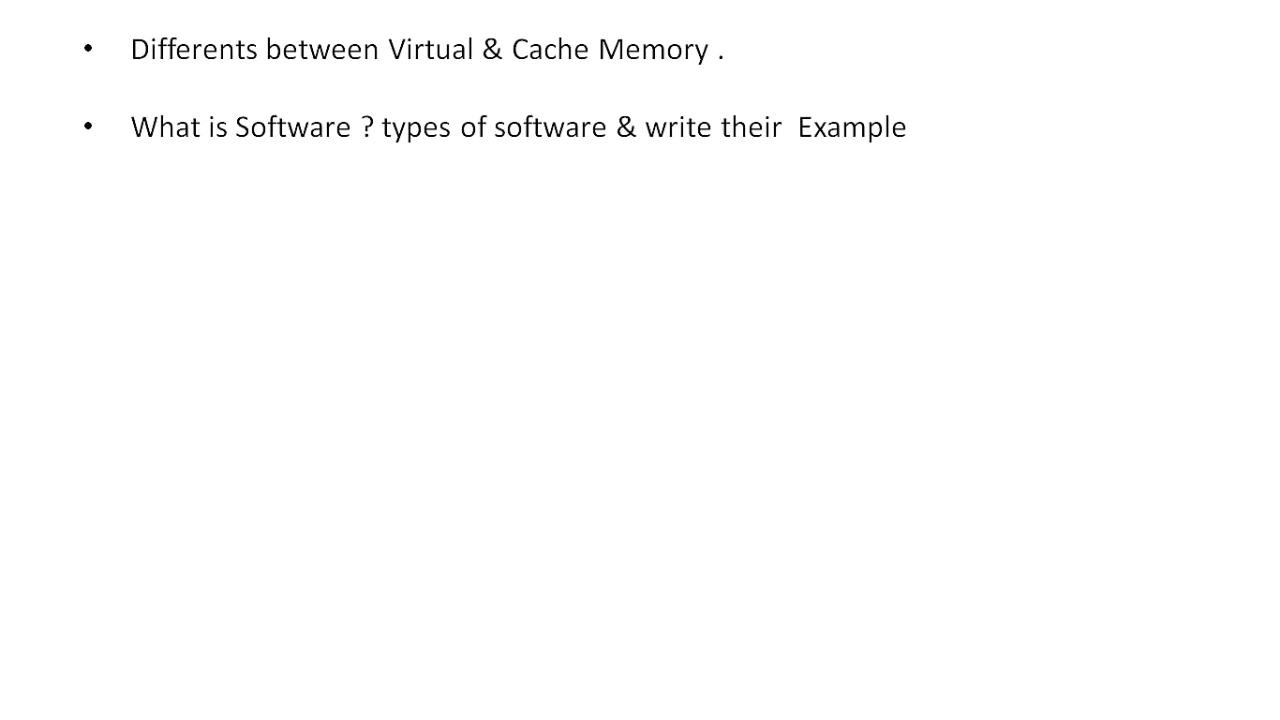 • Differents between Virtual & Cache Memory .
• What is Software ? types of software & write their Example